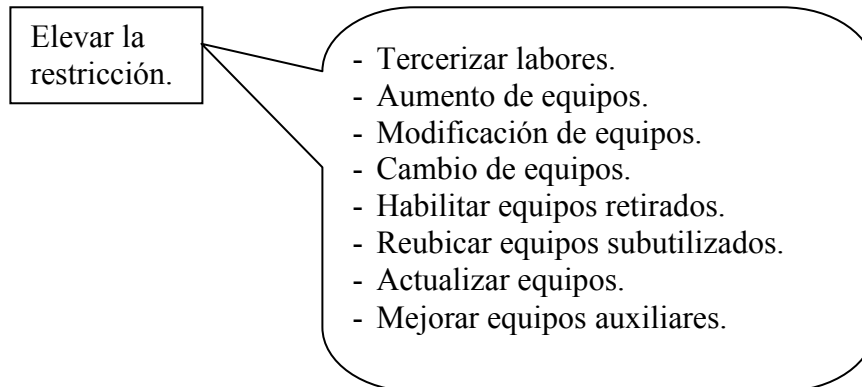 Elevar la
restricción.
- Tercerizar labores.
- Aumento de equipos.
- Modificación de equipos.
- Cambio de equipos.
- Habilitar equipos retirados.
- Reubicar equipos subutilizados.
- Actualizar equipos.
- Mejorar equipos auxiliares.